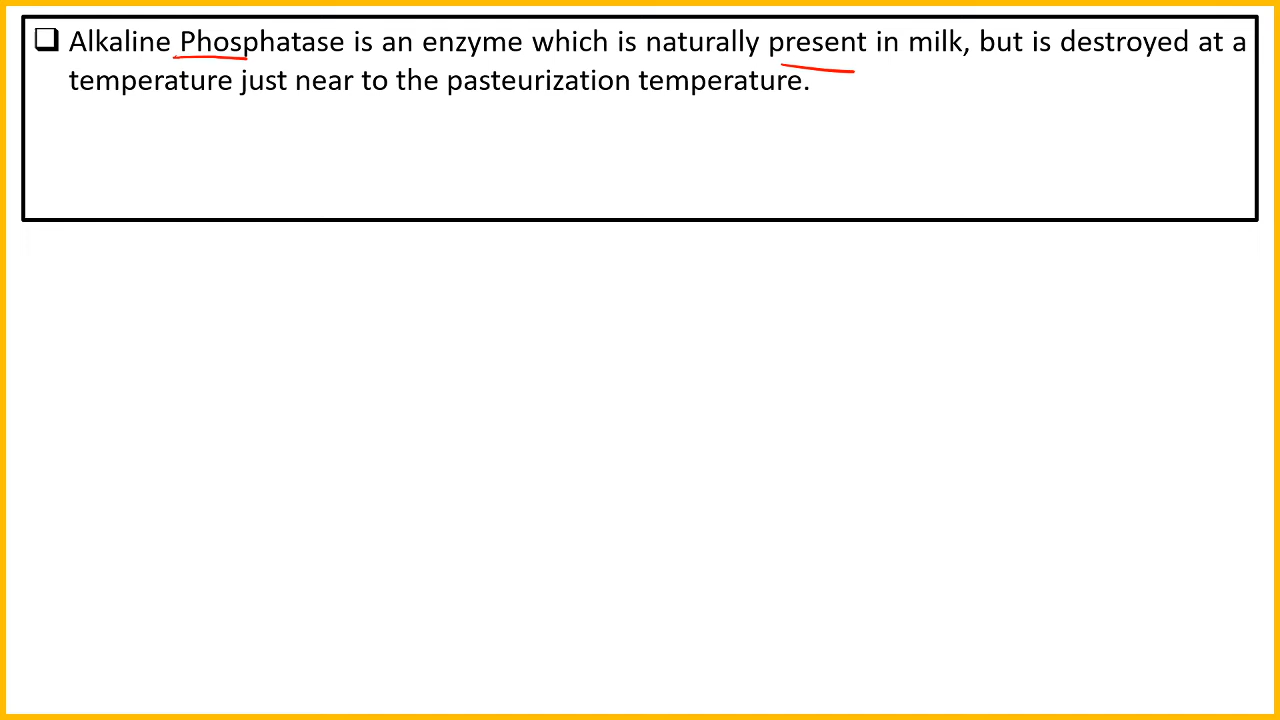 ❑ Alkaline Phosphatase is an enzyme which is naturally present in milk, but is destroyed at a
temperature just near to the pasteurization temperature.